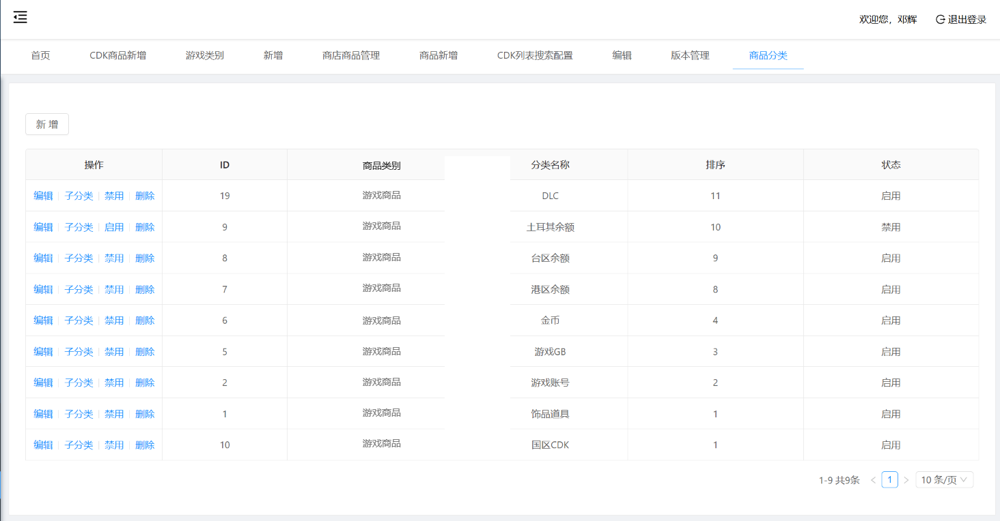 欢迎您，邓辉 退出登录
首页 CDK商品新增 游戏类别 新增 商店商品管理 商品新增 CDK列表搜索配置 编辑 版本管理 商品分类
新 增
操作 ID 商品类别 分类名称 排序 状态
编辑 子分类 禁用 删除 19 游戏商品 DLC 11 启用
编辑 子分类 启用 删除 9 游戏商品 土耳其余额 10 禁用
编辑 子分类 禁用 删除 8 游戏商品 台区余额 9 启用
编辑 子分类 禁用 删除 7 游戏商品 港区余额 8 启用
编辑 子分类 禁用 删除 6 游戏商品 金币 4 启用
编辑 子分类 禁用 删除 5 游戏商品 游戏GB 3 启用
编辑 子分类 禁用 删除 2 游戏商品 游戏账号 2 启用
编辑 子分类 禁用 删除 1 游戏商品 饰品道具 1 启用
编辑 子分类 禁用 删除 10 游戏商品 国区CDK 1 启用
1-9 共9条 1 10 条/页